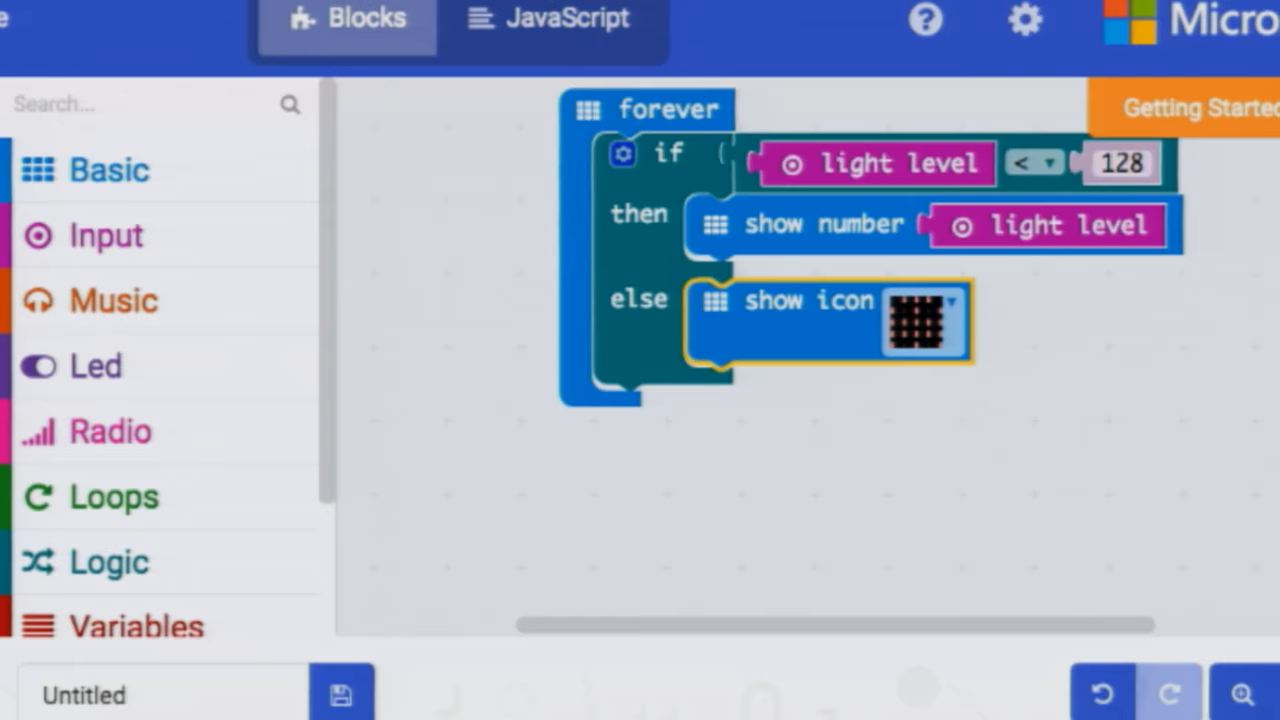 e
Blocks
JavaScript
Micro
Search...
Getting Started
Basic
Input
Music
Led
Radio
Loops
Logic
Variables
forever
if light level < 128
then show number light level
else show icon
Untitled